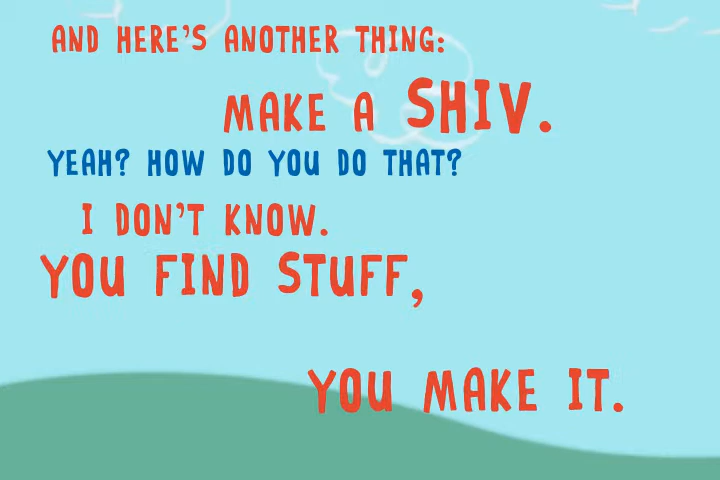 AND HERE'S ANOTHER THING:
MAKE A SHIV.
YEAH? HOW DO YOU DO THAT?
I DON'T KNOW.
YOU FIND STUFF,
YOU MAKE IT.